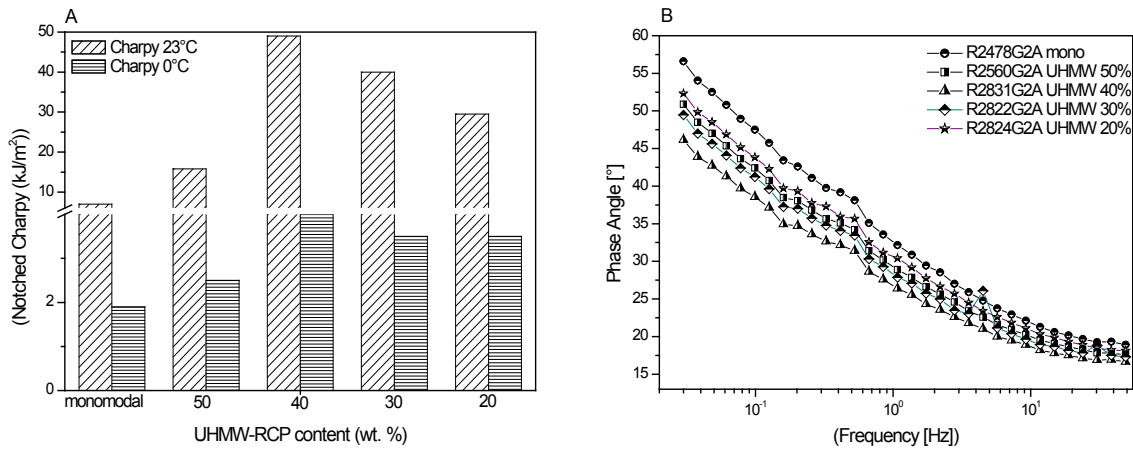 A
Charpy 23°C
Charpy 0°C
(Notched Charpy (kJ/m²))
50
40
30
20
10
2
0
monomodal 50 40 30 20
UHMW-RCP content (wt. %)
B
R2478G2A mono
R2560G2A UHMW 50%
R2831G2A UHMW 40%
R2822G2A UHMW 30%
R2824G2A UHMW 20%
Phase Angle [°]
60
55
50
45
40
35
30
25
20
15
10⁻¹ 10⁰ 10¹
(Frequency [Hz])